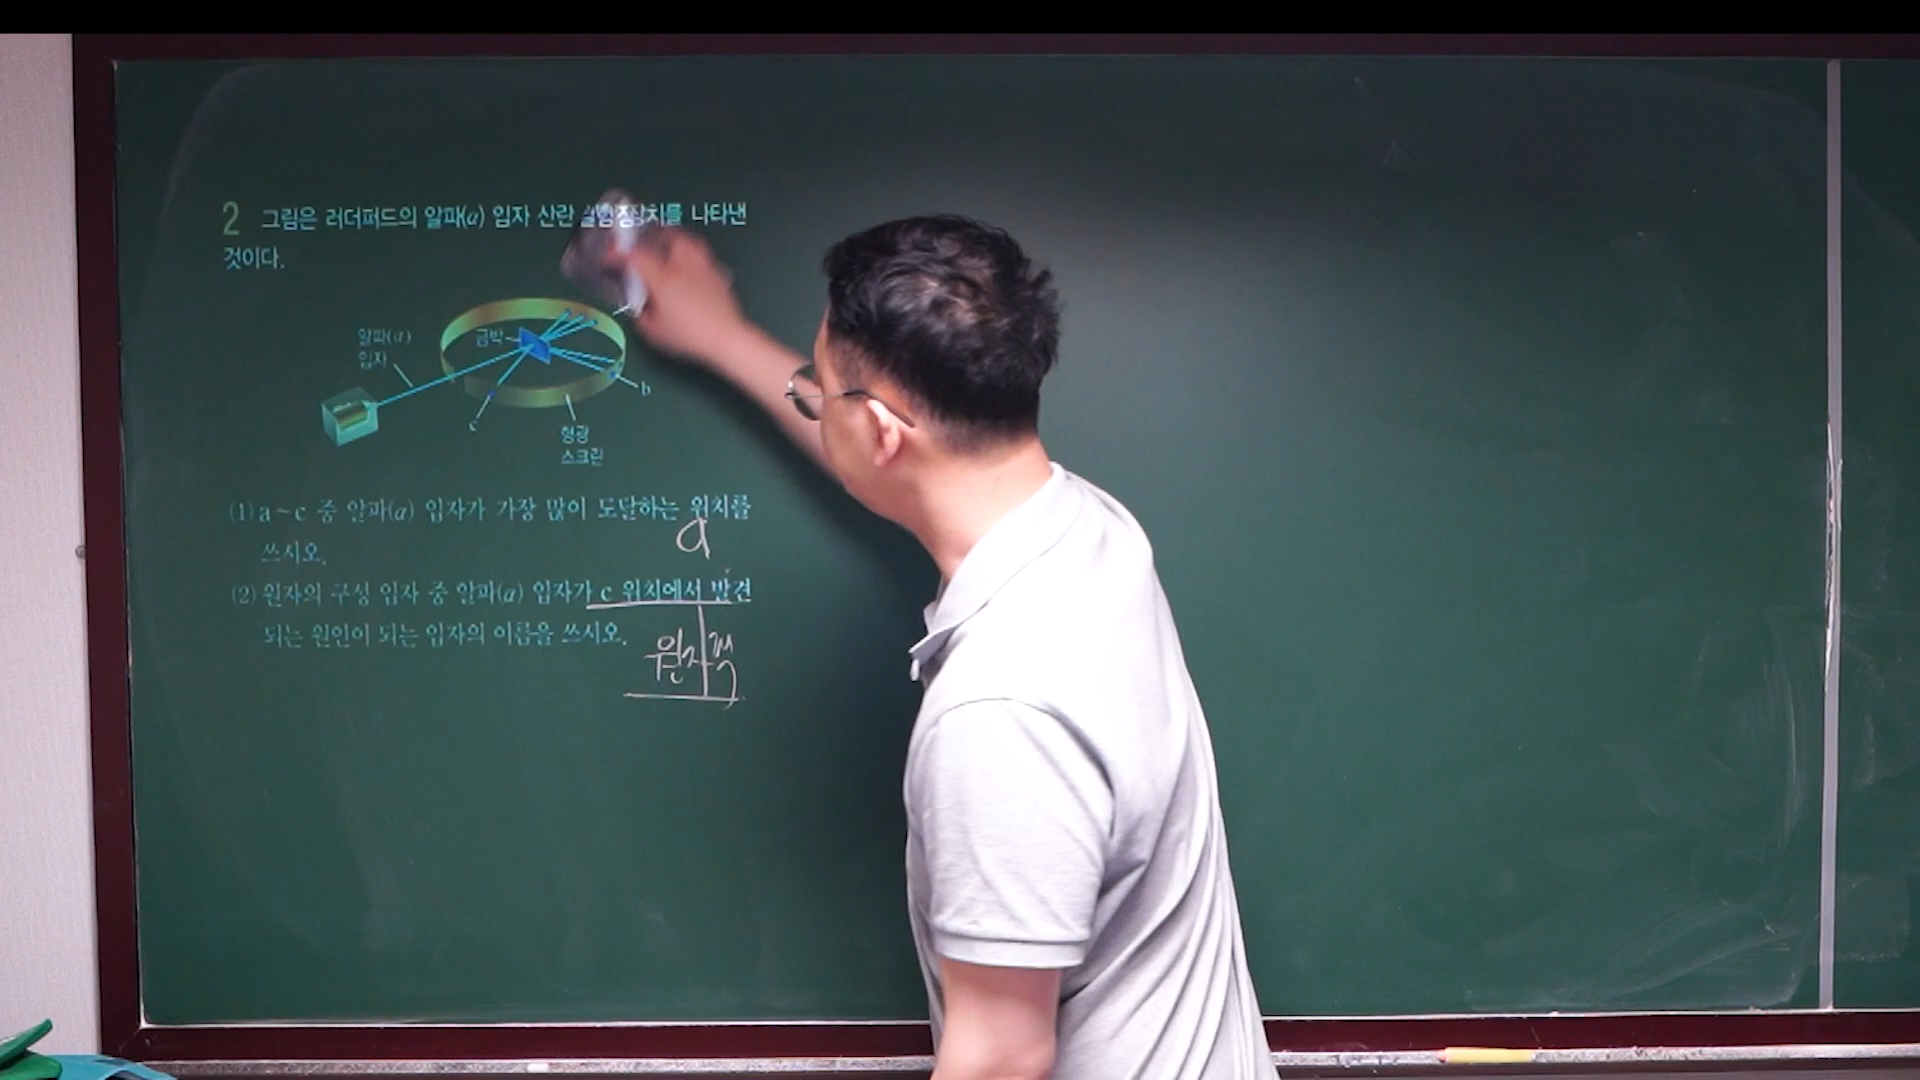 2 그림은 러더퍼드의 알파(α) 입자 산란 실험 장치를 나타낸
것이다.
알파(α)
입자
금박
b
c
형광
스크린
(1) a~c 중 알파(α) 입자가 가장 많이 도달하는 위치를
쓰시오.
a
(2) 원자의 구성 입자 중 알파(α) 입자가 c 위치에서 발견
되는 원인이 되는 입자의 이름을 쓰시오.
원자핵